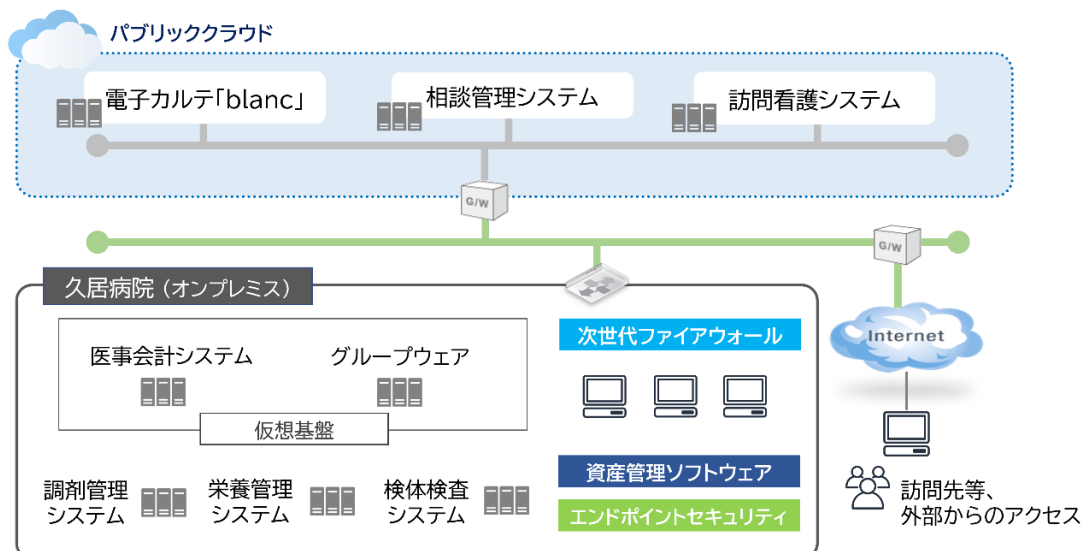 パブリッククラウド
電子カルテ「blanc」
相談管理システム
訪問看護システム
G/W
G/W
久居病院（オンプレミス）
次世代ファイアウォール
Internet
医事会計システム
グループウェア
仮想基盤
資産管理ソフトウェア
調剤管理
システム
栄養管理
システム
検体検査
システム
エンドポイントセキュリティ
訪問先等、
外部からのアクセス